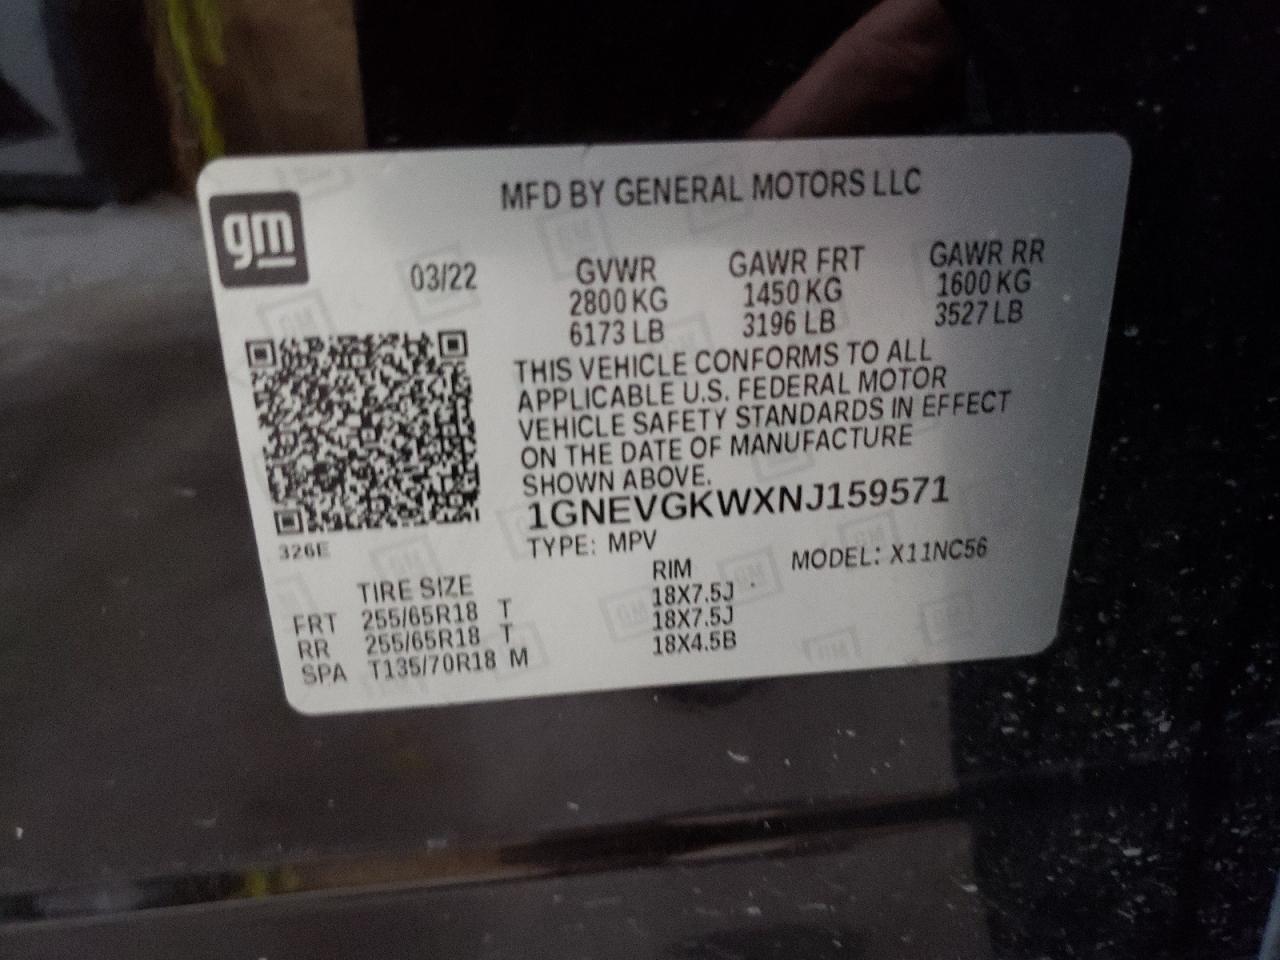 gm
MFD BY GENERAL MOTORS LLC
03/22 GVWR GAWR FRT GAWR RR
2800 KG 1450 KG 1600 KG
6173 LB 3196 LB 3527 LB
THIS VEHICLE CONFORMS TO ALL
APPLICABLE U.S. FEDERAL MOTOR
VEHICLE SAFETY STANDARDS IN EFFECT
ON THE DATE OF MANUFACTURE
SHOWN ABOVE.
1GNEVGKWXNJ159571
326E
TYPE: MPV MODEL: X11NC56
TIRE SIZE RIM
FRT 255/65R18 T 18X7.5J
RR 255/65R18 T 18X7.5J
SPA T135/70R18 M 18X4.5B